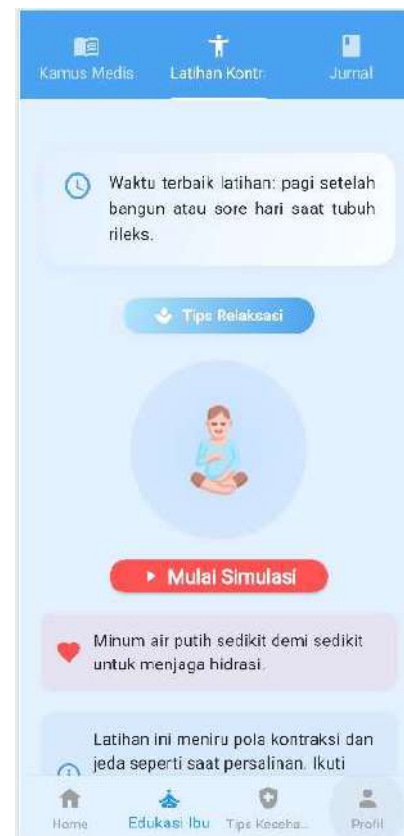 Kamus Medis Latihan Kontr Jurnal
Waktu terbaik latihan: pagi setelah
bangun atau sore hari saat tubuh
rileks.
Tips Relaksasi
Mulai Simulasi
Minum air putih sedikit demi sedikit
untuk menjaga hidrasi.
Latihan ini meniru pola kontraksi dan
jeda seperti saat persalinan. Ikuti
Home Edukasi Ibu Tips Keseha... Profil